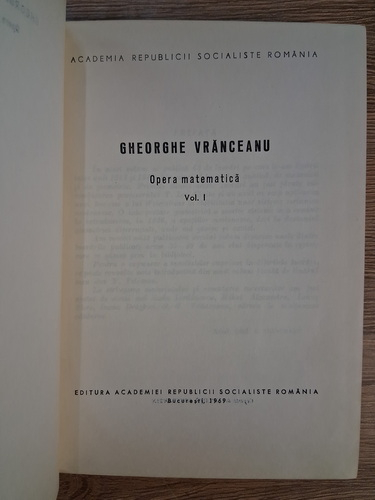 ACADEMIA REPUBLICII SOCIALISTE ROMÂNIA
GHEORGHE VRĂNCEANU
Opera matematică
Vol. I
EDITURA ACADEMIEI REPUBLICII SOCIALISTE ROMÂNIA
București, 1969